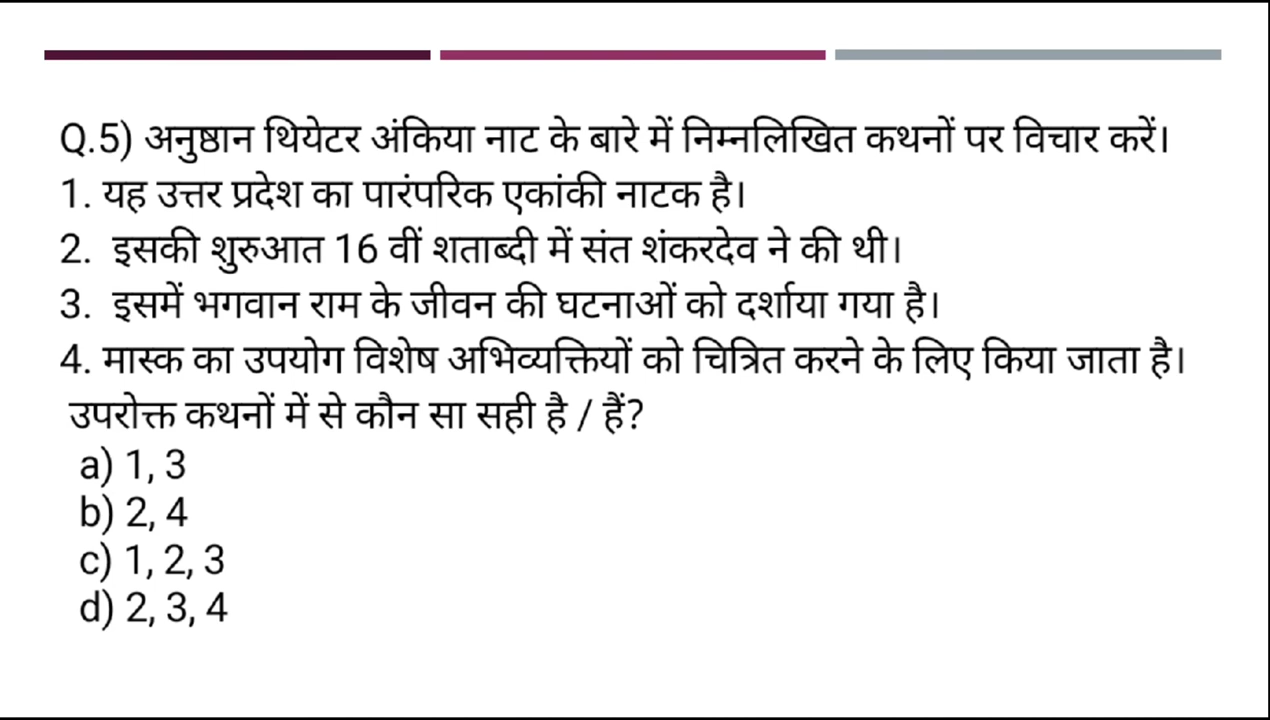 Q.5) अनुष्ठान थियेटर अंकिया नाट के बारे में निम्नलिखित कथनों पर विचार करें।
1. यह उत्तर प्रदेश का पारंपरिक एकांकी नाटक है।
2. इसकी शुरुआत 16 वीं शताब्दी में संत शंकरदेव ने की थी।
3. इसमें भगवान राम के जीवन की घटनाओं को दर्शाया गया है।
4. मास्क का उपयोग विशेष अभिव्यक्तियों को चित्रित करने के लिए किया जाता है।
उपरोक्त कथनों में से कौन सा सही है / हैं?
a) 1, 3
b) 2, 4
c) 1, 2, 3
d) 2, 3, 4